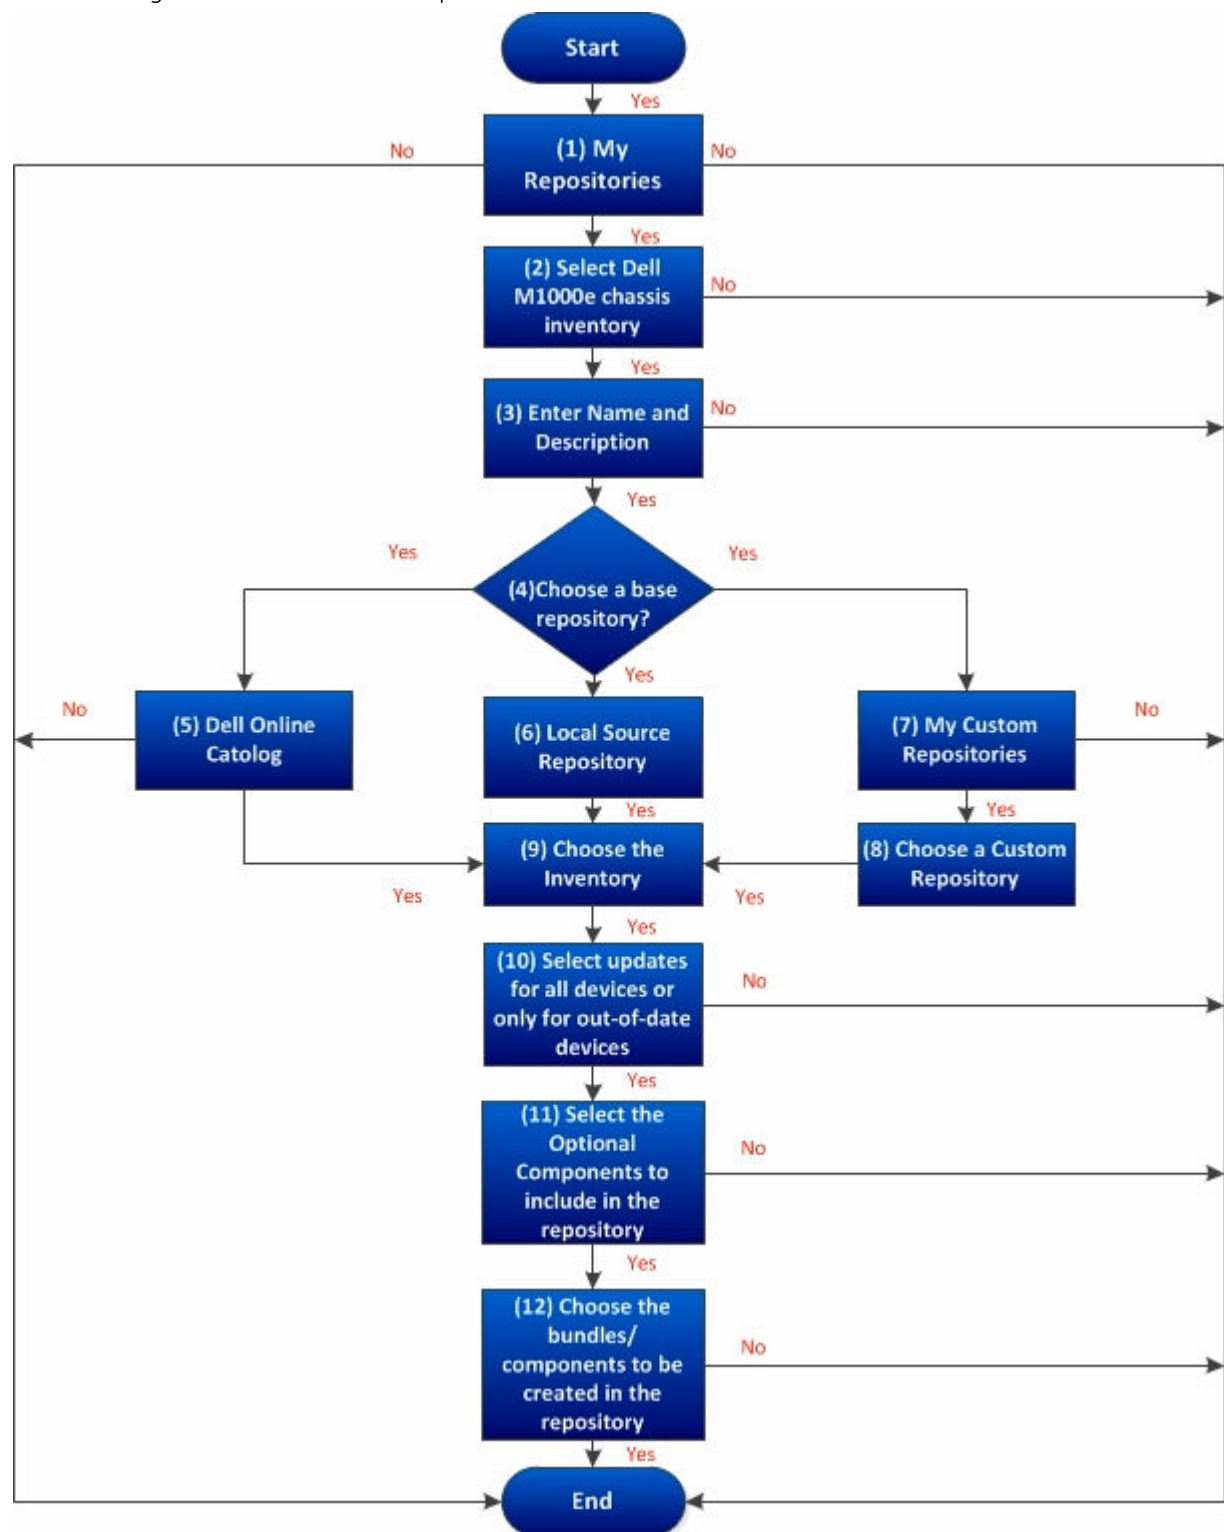 Start
Yes
No
(1) My
Repositories
No
Yes
(2) Select Dell
M1000e chassis
inventory
No
Yes
(3) Enter Name and
Description
No
Yes
Yes
Yes
(4)Choose a base
repository?
Yes
No
(5) Dell Online
Catolog
(6) Local Source
Repository
(7) My Custom
Repositories
No
Yes
Yes
(9) Choose the
Inventory
(8) Choose a Custom
Repository
Yes
Yes
Yes
(10) Select updates
for all devices or
only for out-of-date
devices
No
Yes
(11) Select the
Optional
Components to
include in the
repository
No
Yes
(12) Choose the
bundles/
components to be
created in the
repository
No
Yes
End